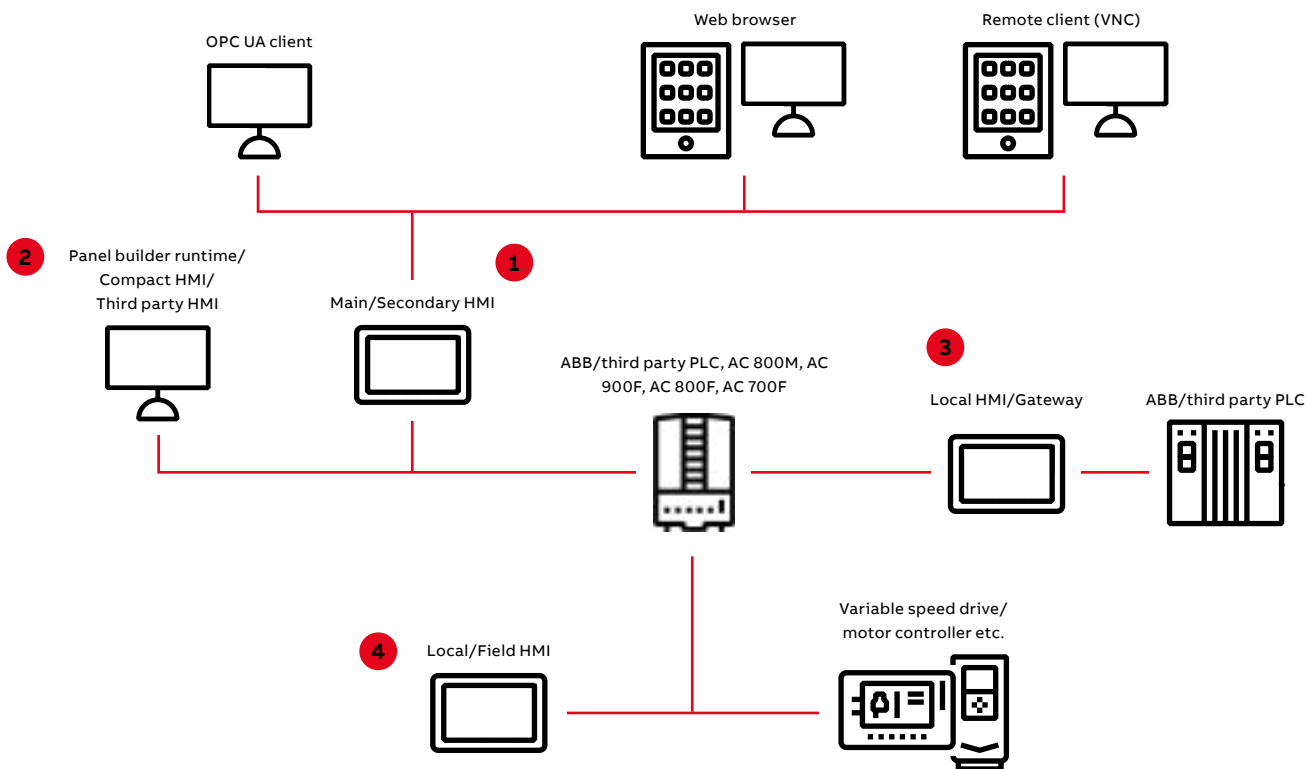 Web browser
Remote client (VNC)
OPC UA client
2
Panel builder runtime/
Compact HMI/
Third party HMI
1
Main/Secondary HMI
ABB/third party PLC, AC 800M, AC
900F, AC 800F, AC 700F
3
Local HMI/Gateway
ABB/third party PLC
4
Local/Field HMI
Variable speed drive/
motor controller etc.